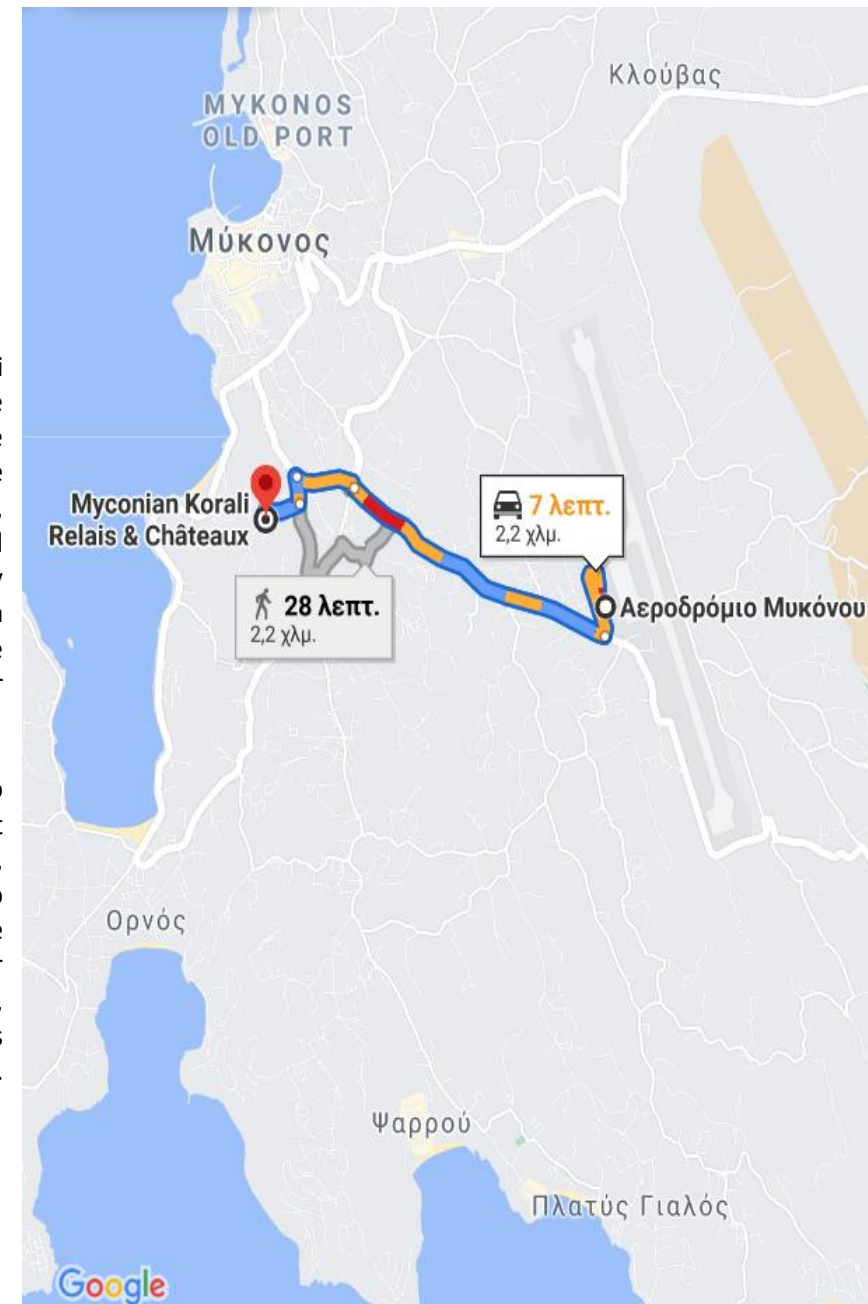 Κλούβας
MYKONOS
OLD PORT
Μύκονος
Myconian Korali
Relais & Châteaux
7 λεπτ.
2,2 χλμ.
28 λεπτ.
2,2 χλμ.
Αεροδρόμιο Μυκόνου
Ορνός
Ψαρρού
Πλατύς Γιαλός
Google